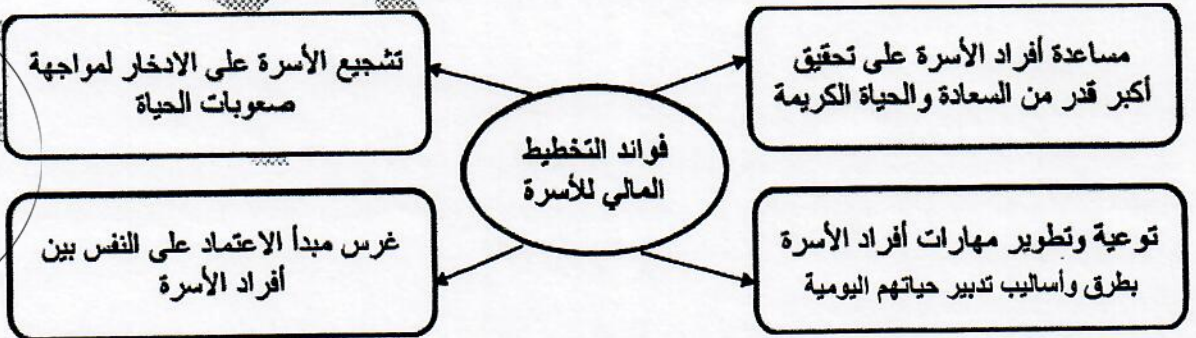 فوائد التخطيط
المالي للأسرة
مساعدة أفراد الأسرة على تحقيق
أكبر قدر من السعادة والحياة الكريمة
تشجيع الأسرة على الادخار لمواجهة
صعوبات الحياة
توعية وتطوير مهارات أفراد الأسرة
بطرق وأساليب تدبير حياتهم اليومية
غرس مبدأ الاعتماد على النفس بين
أفراد الأسرة